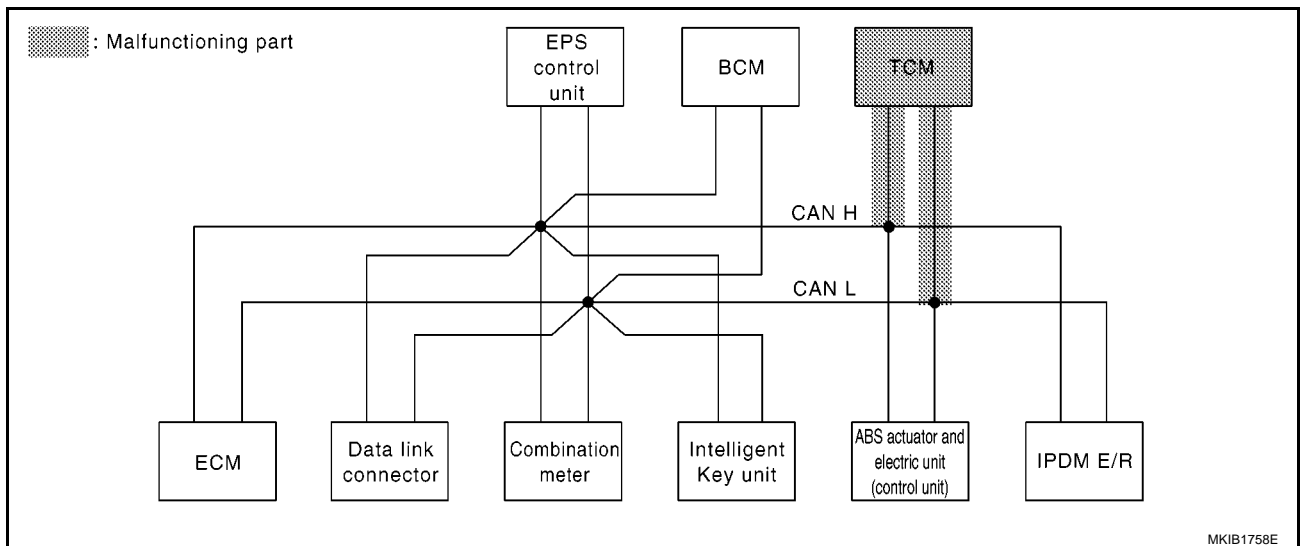 : Malfunctioning part
EPS
control
unit
BCM
TCM
CAN H
CAN L
ECM
Data link
connector
Combination
meter
Intelligent
Key unit
ABS actuator and
electric unit
(control unit)
IPDM E/R
MKIB1758E